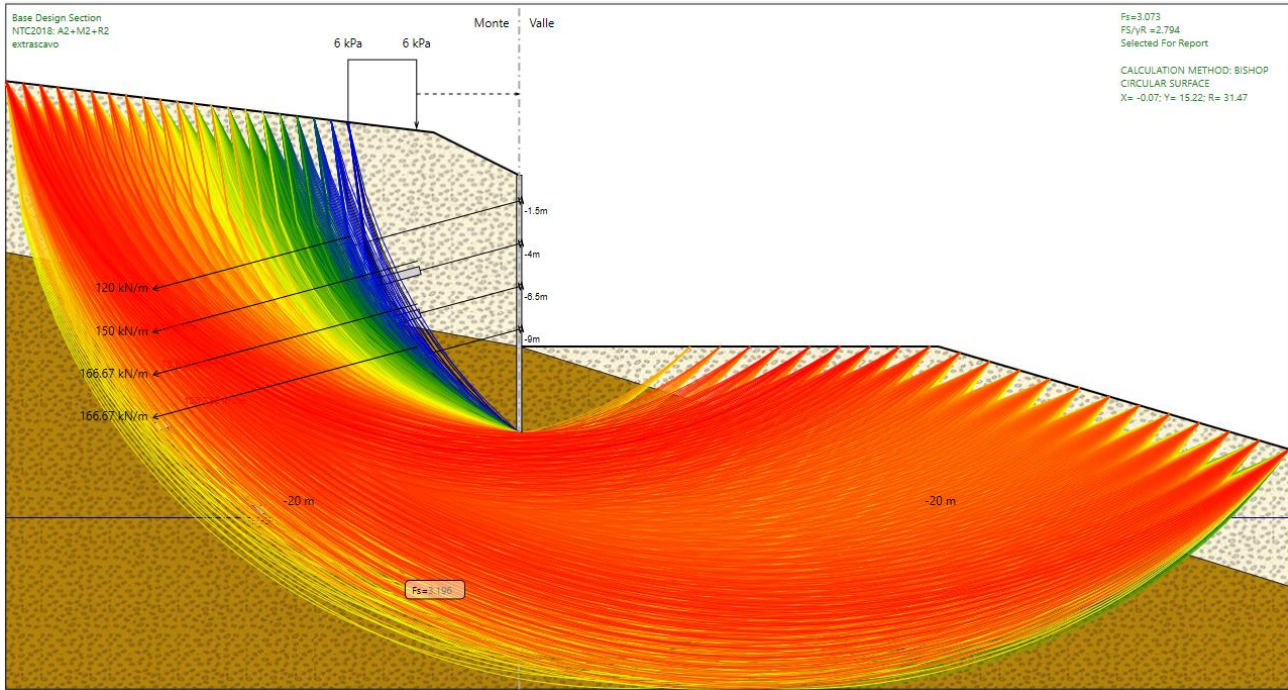 Base Design Section
NTC2018: A2+M2+R2
extrascavo
Monte
Valle
6 kPa
6 kPa
Fs=3.073
FS/γR =2.794
Selected For Report
CALCULATION METHOD: BISHOP
CIRCULAR SURFACE
X= -0.07; Y= 15.22; R= 31.47
-1.5m
-4m
-6.5m
-9m
120 kN/m
150 kN/m
166.67 kN/m
166.67 kN/m
-20 m
-20 m
Fs=3.196